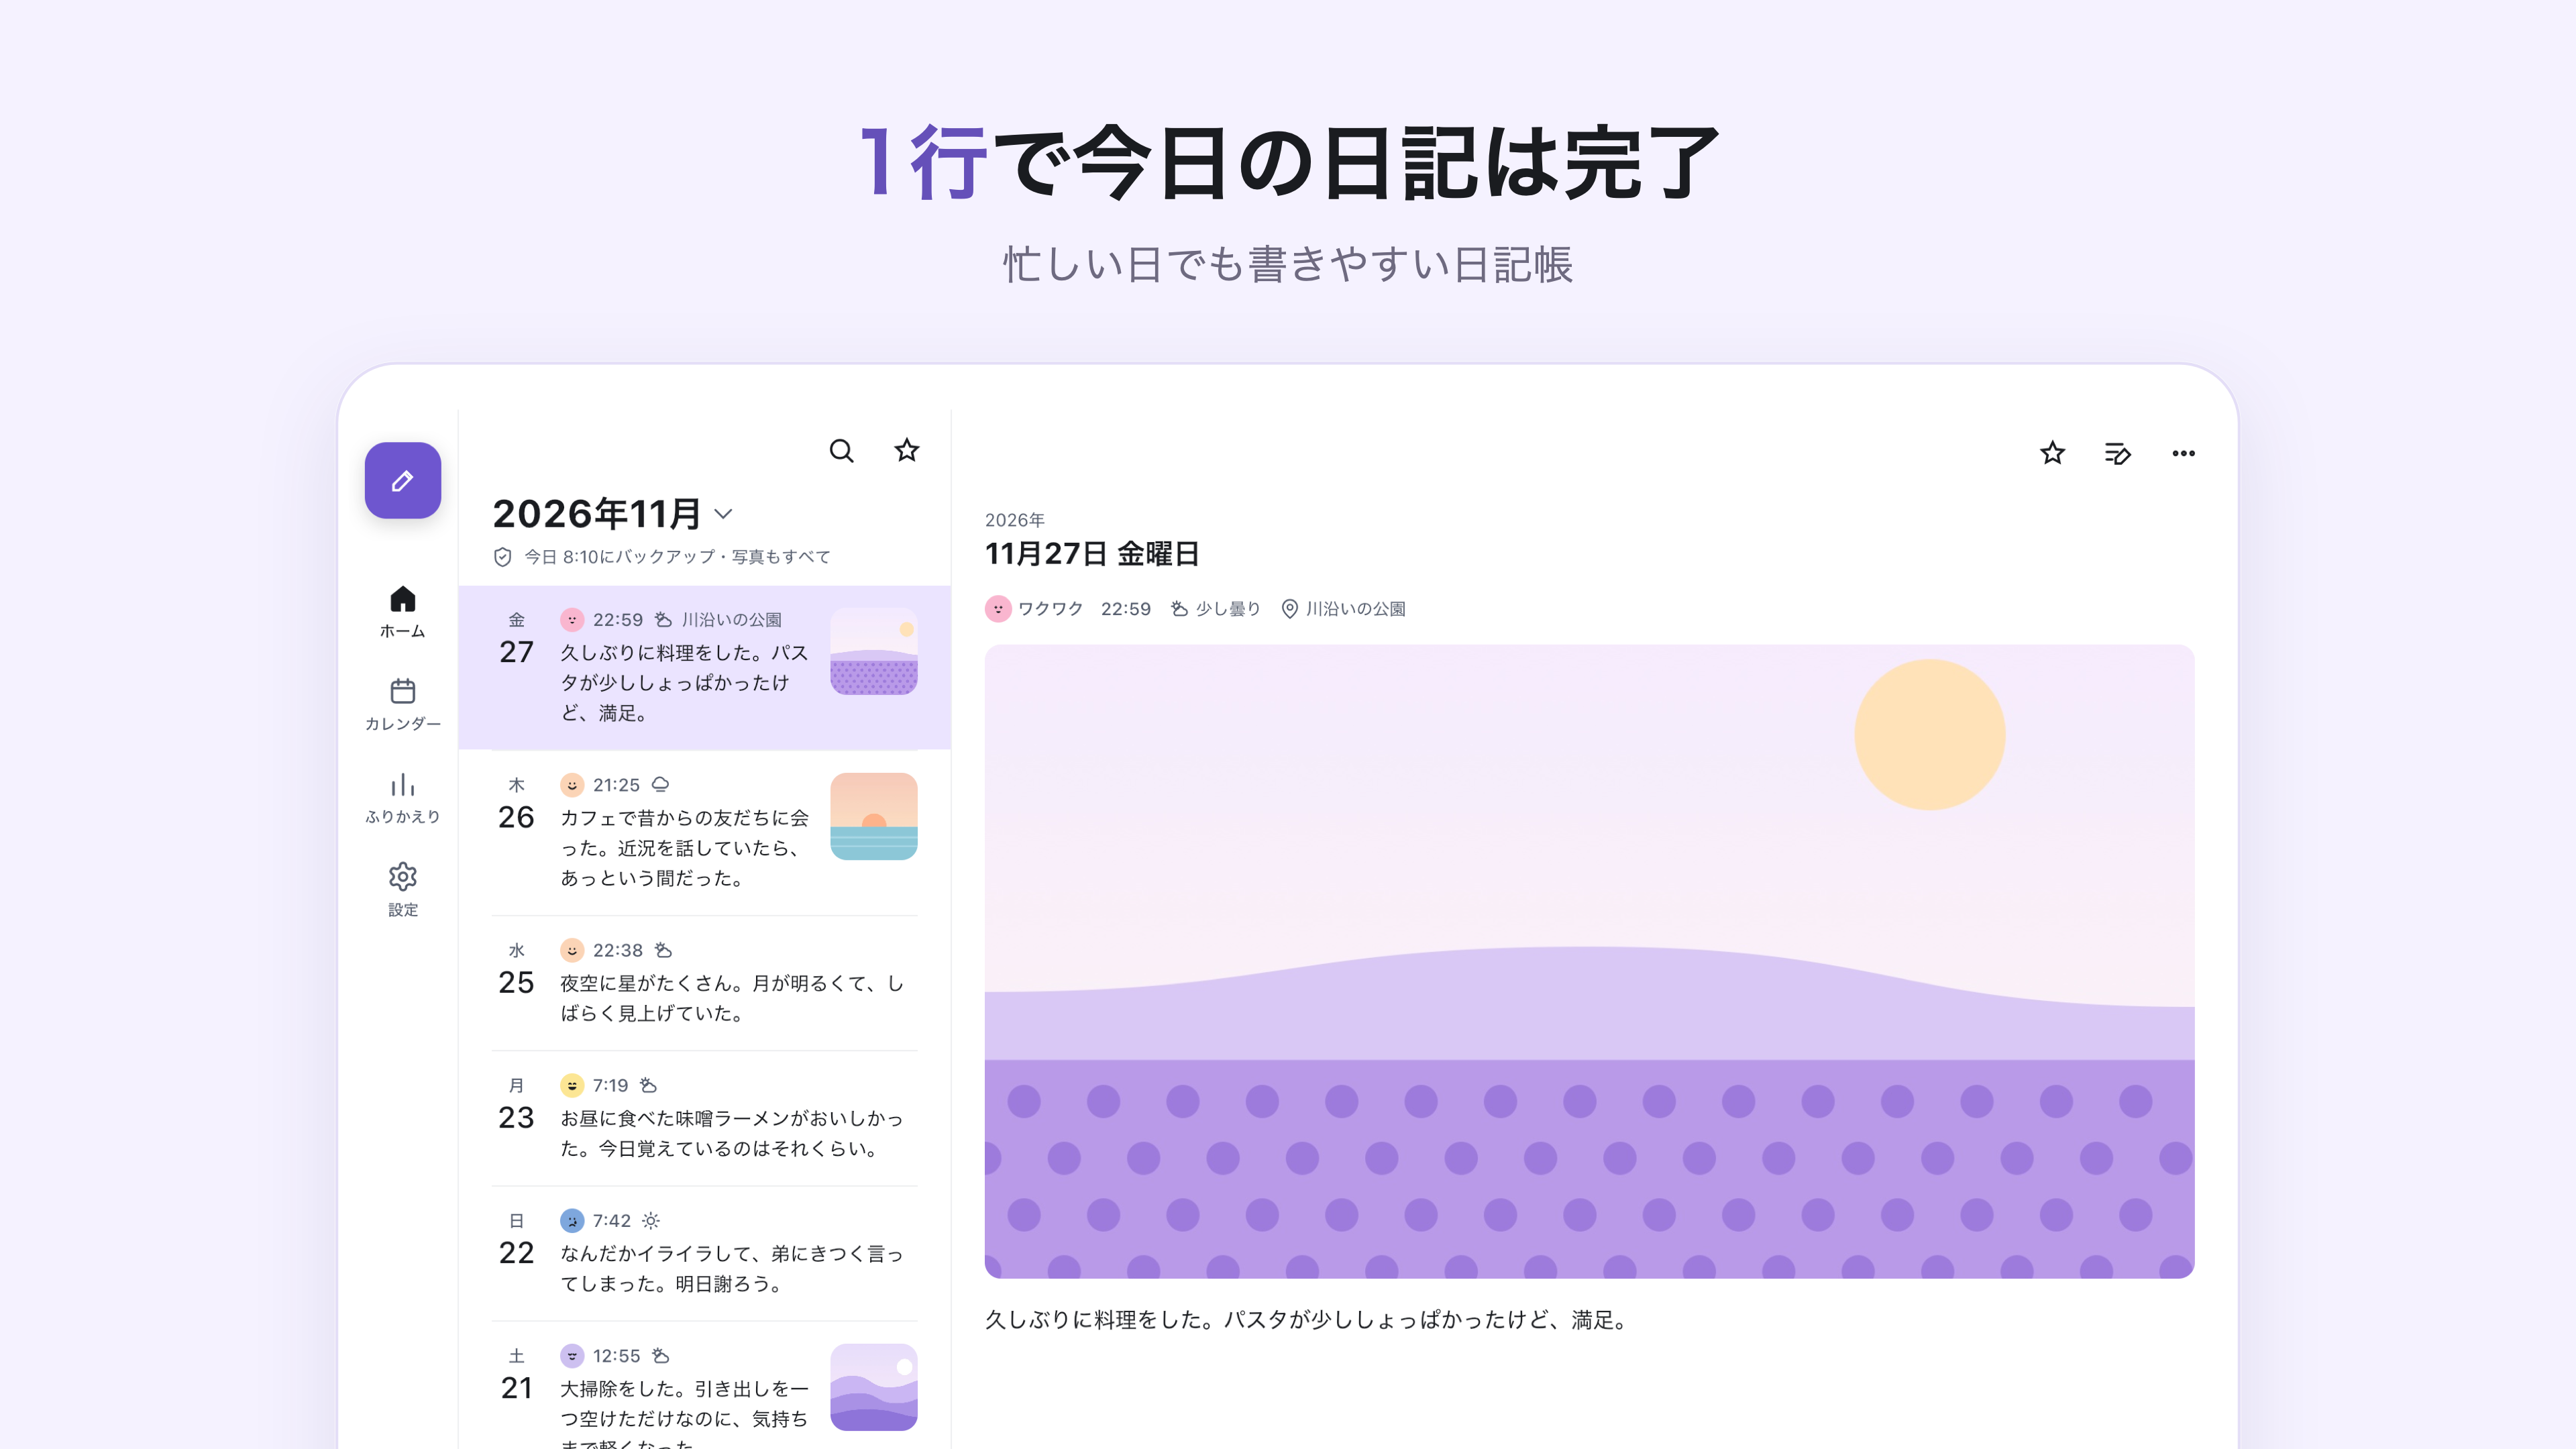 1行で今日の日記は完了
忙しい日でも書きやすい日記帳
ホーム
カレンダー
ふりかえり
設定
2026年11月
今日 8:10にバックアップ・写真もすべて
金
27
22:59 川沿いの公園
久しぶりに料理をした。パス
タが少ししょっぱかったけ
ど、満足。
木
26
21:25
カフェで昔からの友だちに会
った。近況を話していたら、
あっという間だった。
水
25
22:38
夜空に星がたくさん。月が明るくて、し
ばらく見上げていた。
月
23
7:19
お昼に食べた味噌ラーメンがおいしかっ
た。今日覚えているのはそれくらい。
日
22
7:42
なんだかイライラして、弟にきつく言っ
てしまった。明日謝ろう。
土
21
12:55
大掃除をした。引き出しを一
つ空けただけなのに、気持ち
まで軽くなった
2026年
11月27日 金曜日
ワクワク 22:59 少し曇り 川沿いの公園
久しぶりに料理をした。パスタが少ししょっぱかったけど、満足。